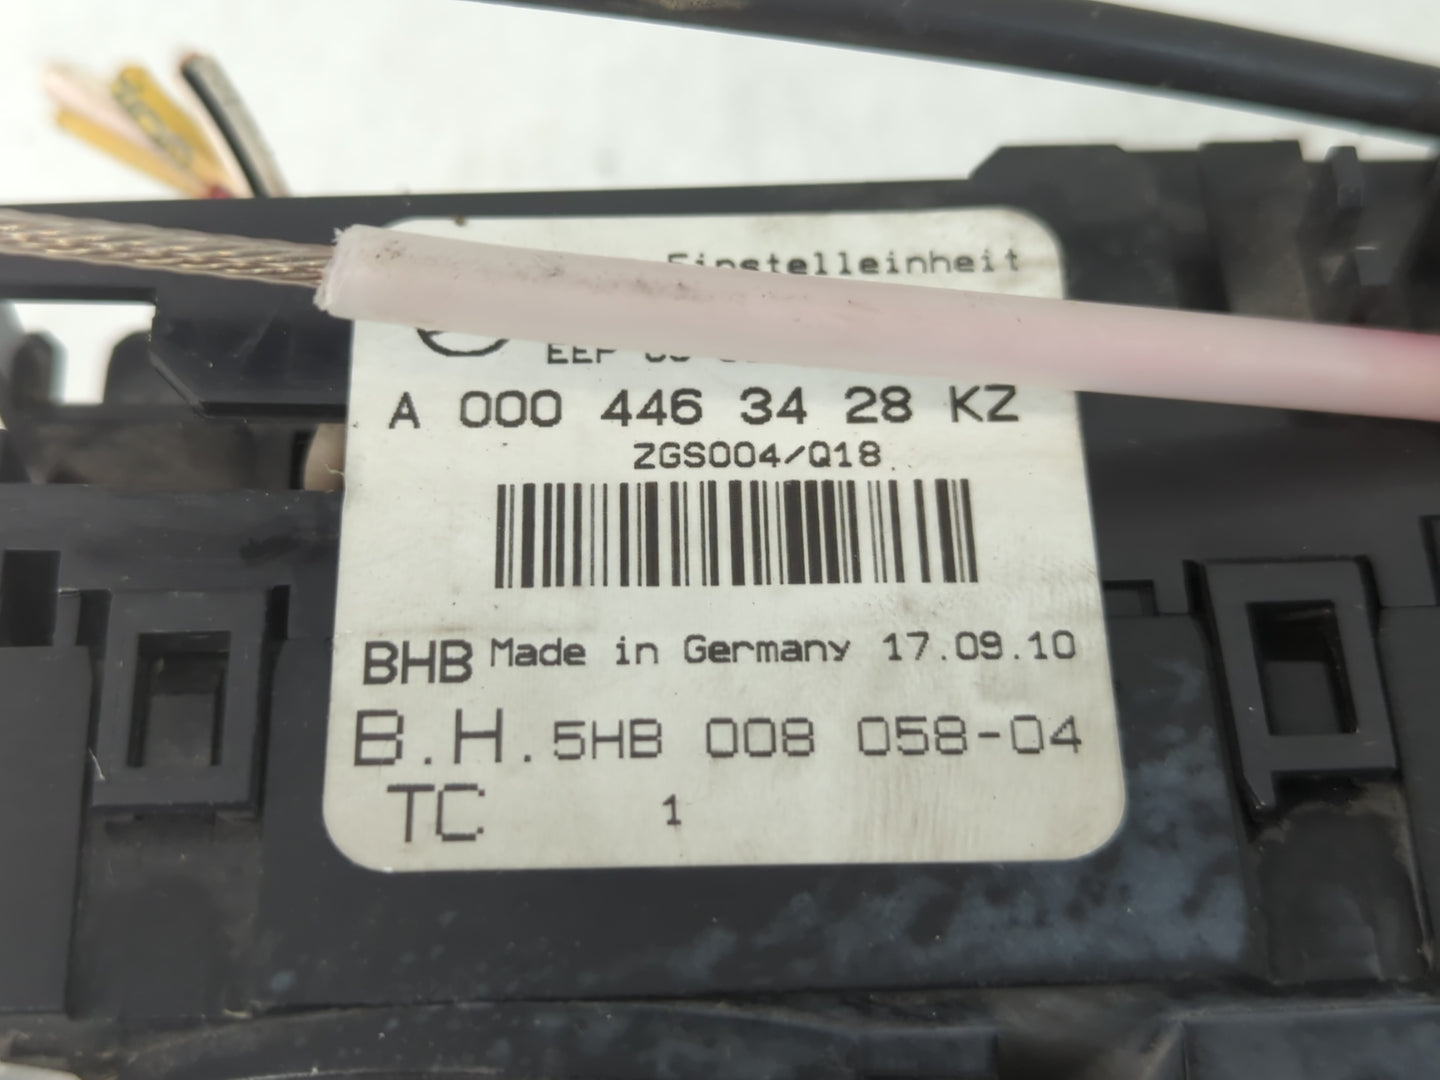 Einstelleinheit
EEP
A 000 446 34 28 KZ
ZGS004/Q18
BHB Made in Germany 17.09.10
B.H. 5HB 008 058-04
TC 1